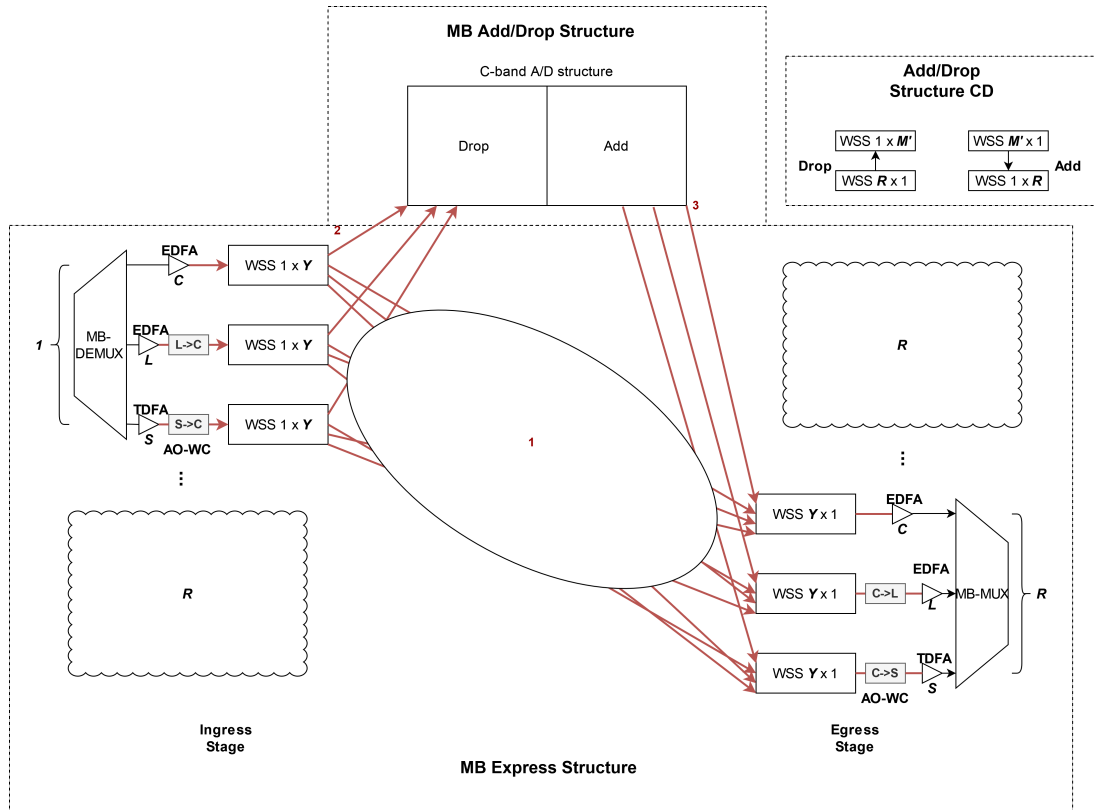 MB Add/Drop Structure
C-band A/D structure
Drop
Add
Add/Drop
Structure CD
WSS 1 x M'
WSS M' x 1
Drop
Add
WSS R x 1
WSS 1 x R
3
2
EDFA
C
WSS 1 x Y
1
MB-
DEMUX
EDFA
L
L->C
WSS 1 x Y
TDFA
S
S->C
WSS 1 x Y
AO-WC
...
R
R
...
1
WSS Y x 1
EDFA
C
WSS Y x 1
C->L
EDFA
L
MB-MUX
R
WSS Y x 1
C->S
TDFA
S
AO-WC
Ingress
Stage
Egress
Stage
MB Express Structure